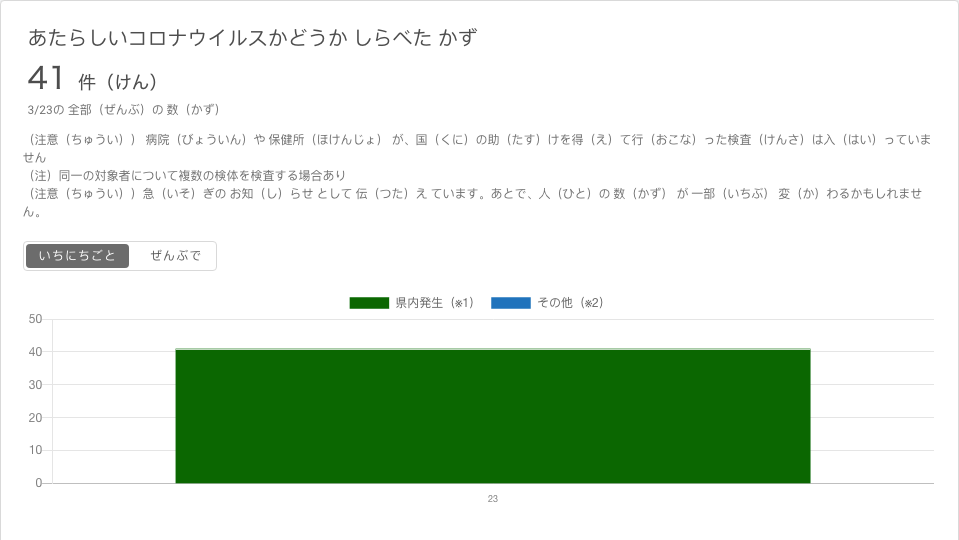 あたらしいコロナウイルスかどうか しらべた かず
41 件（けん）
3/23の 全部（ぜんぶ）の 数（かず）
（注意（ちゅうい）） 病院（びょういん）や 保健所（ほけんじょ） が、国（くに）の助（たす）けを得（え）て行（おこな）った検査（けんさ）は入（はい）っていま
せん
（注）同一の対象者について複数の検体を検査する場合あり
（注意（ちゅうい））急（いそ）ぎの お知（し）らせ として 伝（つた）え ています。あとで、人（ひと）の 数（かず） が 一部（いちぶ） 変（か）わるかもしれませ
ん。
いちにちごと ぜんぶで
県内発生（※1） その他（※2）
50
40
30
20
10
0
23